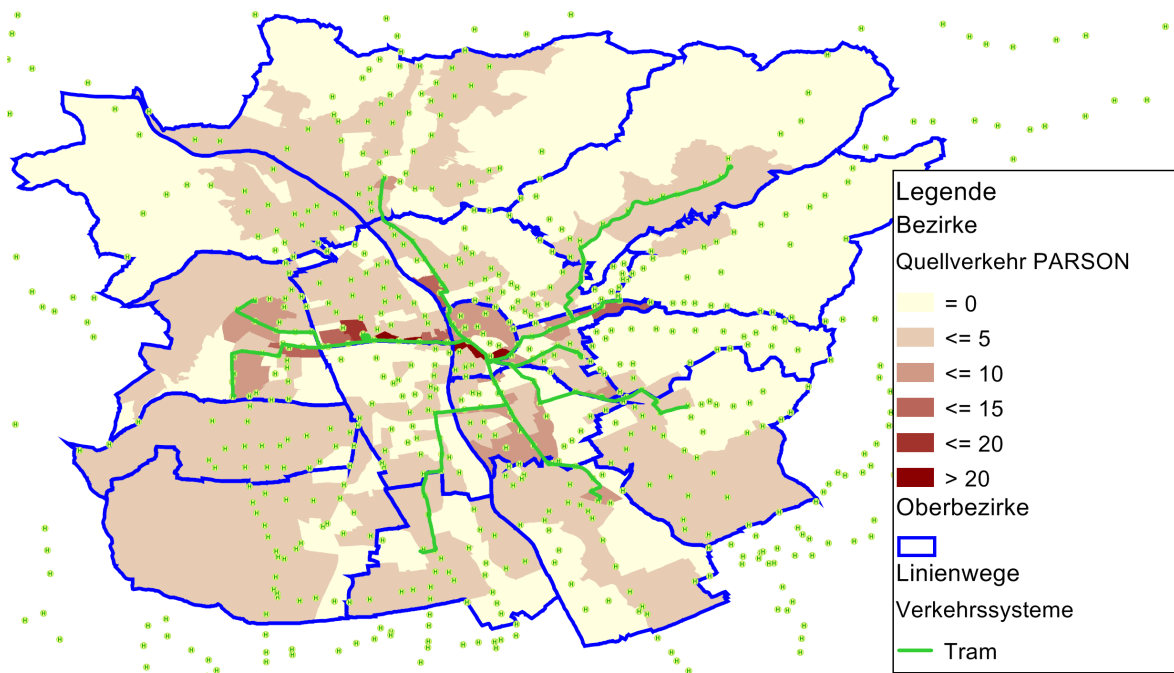 Legende
Bezirke
Quellverkehr PARSON
= 0
<= 5
<= 10
<= 15
<= 20
> 20
Oberbezirke
Linienwege
Verkehrssysteme
Tram